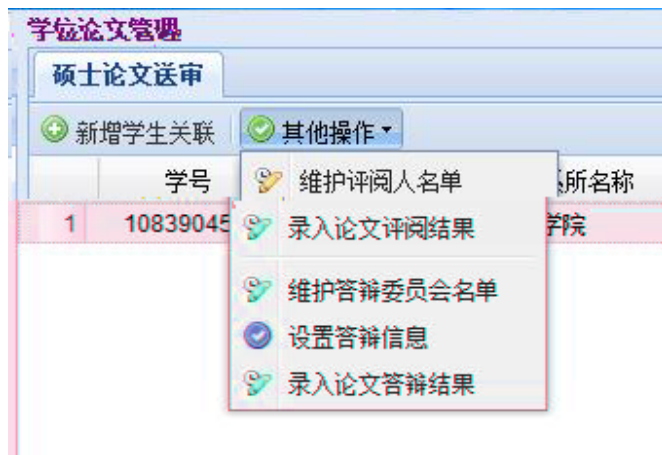 学位论文管理
硕士论文送审
新增学生关联 其他操作
学号 所名称
1 10839045 学院
维护评阅人名单
录入论文评阅结果
维护答辩委员会名单
设置答辩信息
录入论文答辩结果